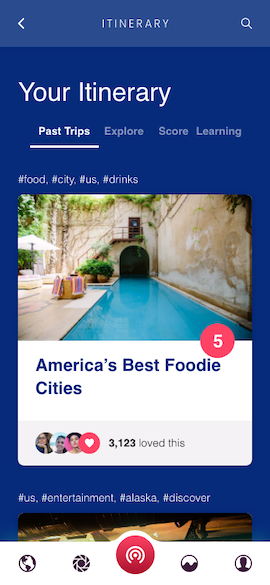 ITINERARY
Your Itinerary
Past Trips Explore Score Learning
#food, #city, #us, #drinks
5
America’s Best Foodie
Cities
3,123 loved this
#us, #entertainment, #alaska, #discover